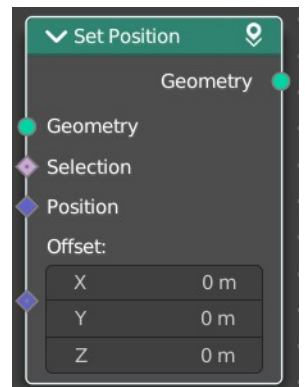 Set Position
Geometry
Geometry
Selection
Position
Offset:
X 0 m
Y 0 m
Z 0 m